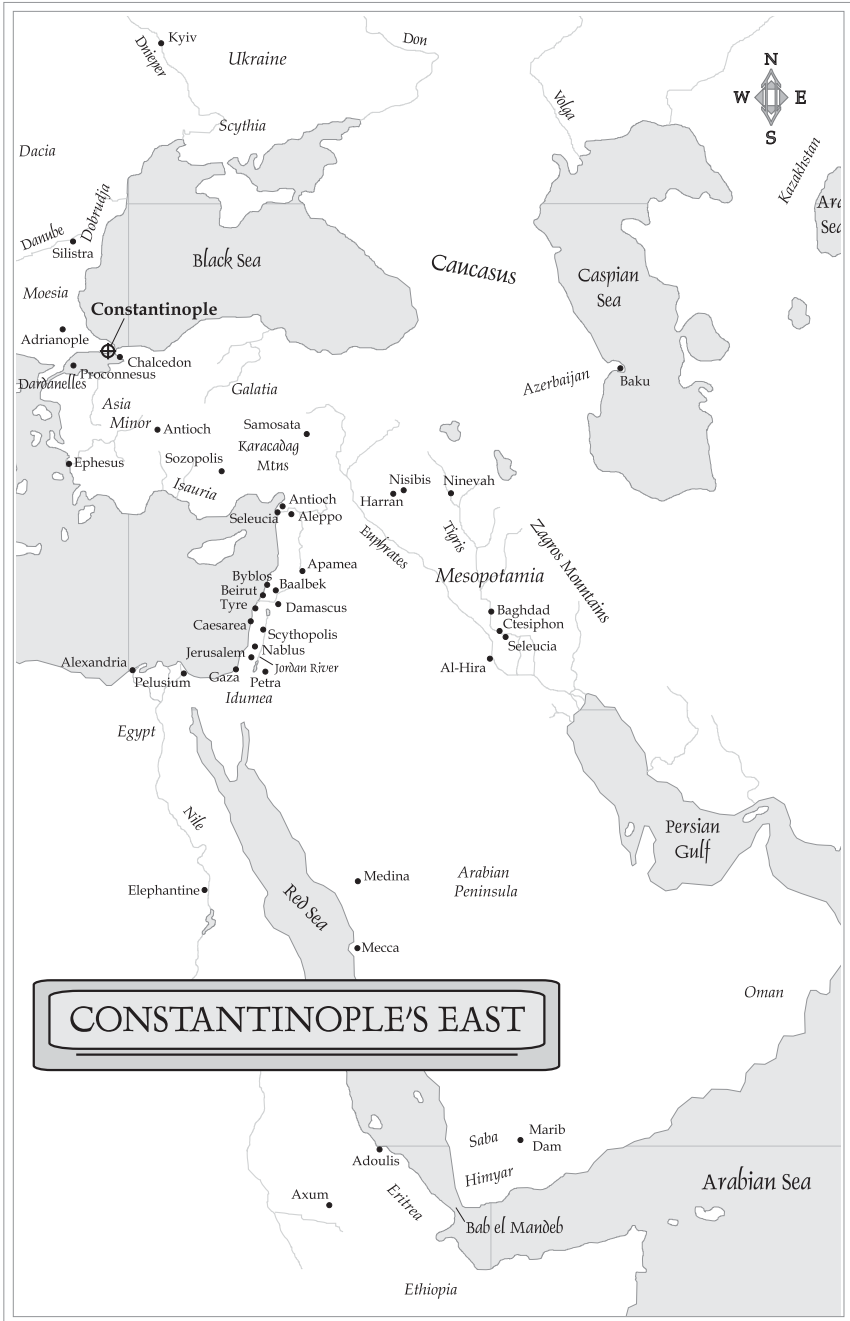 Kyiv
Dnieper
Ukraine
Don
Volga
N
W E
S
Scythia
Dacia
Kazakhstan
Dobrudja
Danube
Silistra
Black Sea
Caucasus
Caspian
Sea
Moesia
Constantinople
Adrianople
Chalcedon
Proconnesus
Dardanelles
Baku
Azerbaijan
Galatia
Asia
Minor
Antioch
Samosata
Karacadag
Mtns
Ephesus
Sozopolis
Isauria
Nisibis
Ninevah
Harran
Antioch
Seleucia
Aleppo
Euphrates
Tigris
Zagros Mountains
Apamea
Mesopotamia
Byblos
Baalbek
Beirut
Tyre
Damascus
Baghdad
Ctesiphon
Seleucia
Caesarea
Scythopolis
Nablus
Jerusalem
Jordan River
Al-Hira
Alexandria
Pelusium
Gaza
Petra
Idumea
Egypt
Nile
Persian
Gulf
Elephantine
Red Sea
Medina
Arabian
Peninsula
Mecca
Oman
CONSTANTINOPLE'S EAST
Saba
Marib
Dam
Adoulis
Himyar
Arabian Sea
Axum
Eritrea
Bab el Mandeb
Ethiopia